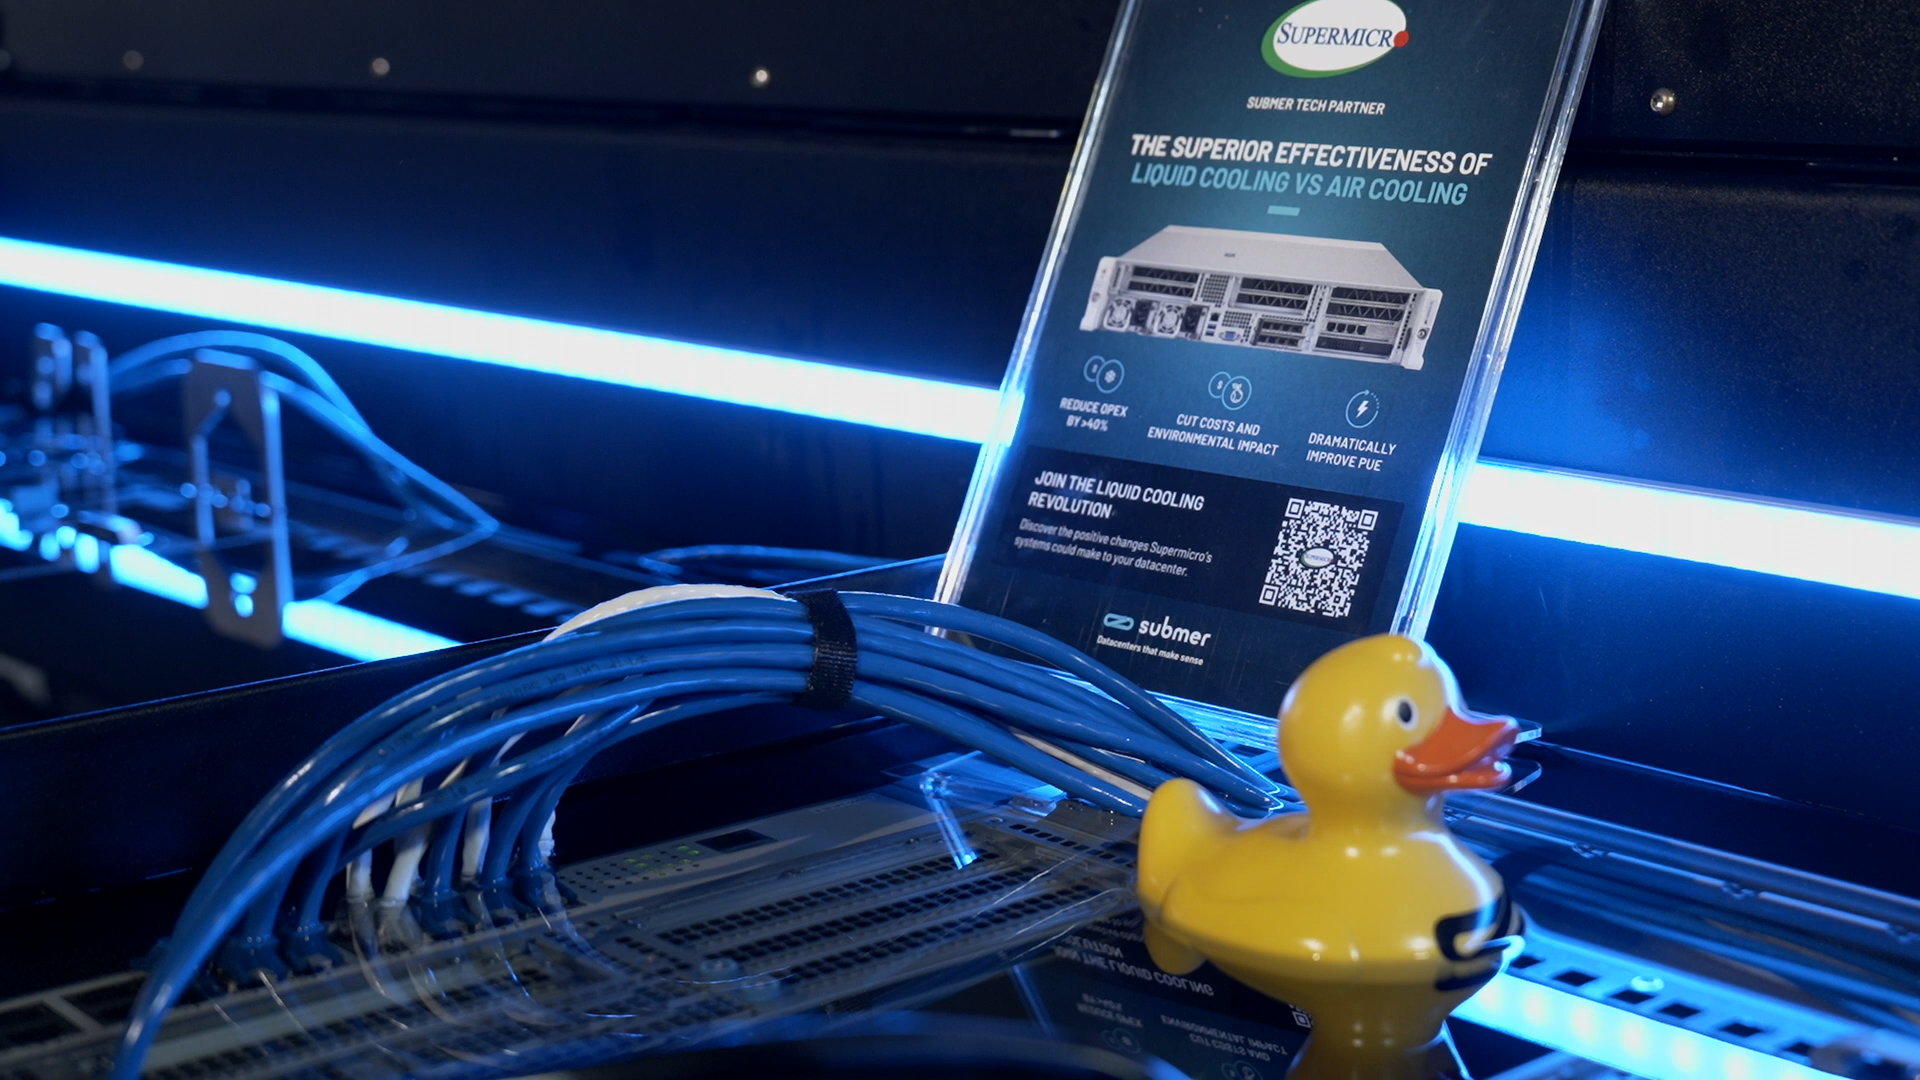 SUPERMICR
SUBMER TECH PARTNER
THE SUPERIOR EFFECTIVENESS OF
LIQUID COOLING VS AIR COOLING
REDUCE OPEX
BY >40%
CUT COSTS AND
ENVIRONMENTAL IMPACT
DRAMATICALLY
IMPROVE PUE
JOIN THE LIQUID COOLING
REVOLUTION
Discover the positive changes Supermicro's
systems could make to your datacenter.
SUPERMICRO
submer
Datacenters that make sense